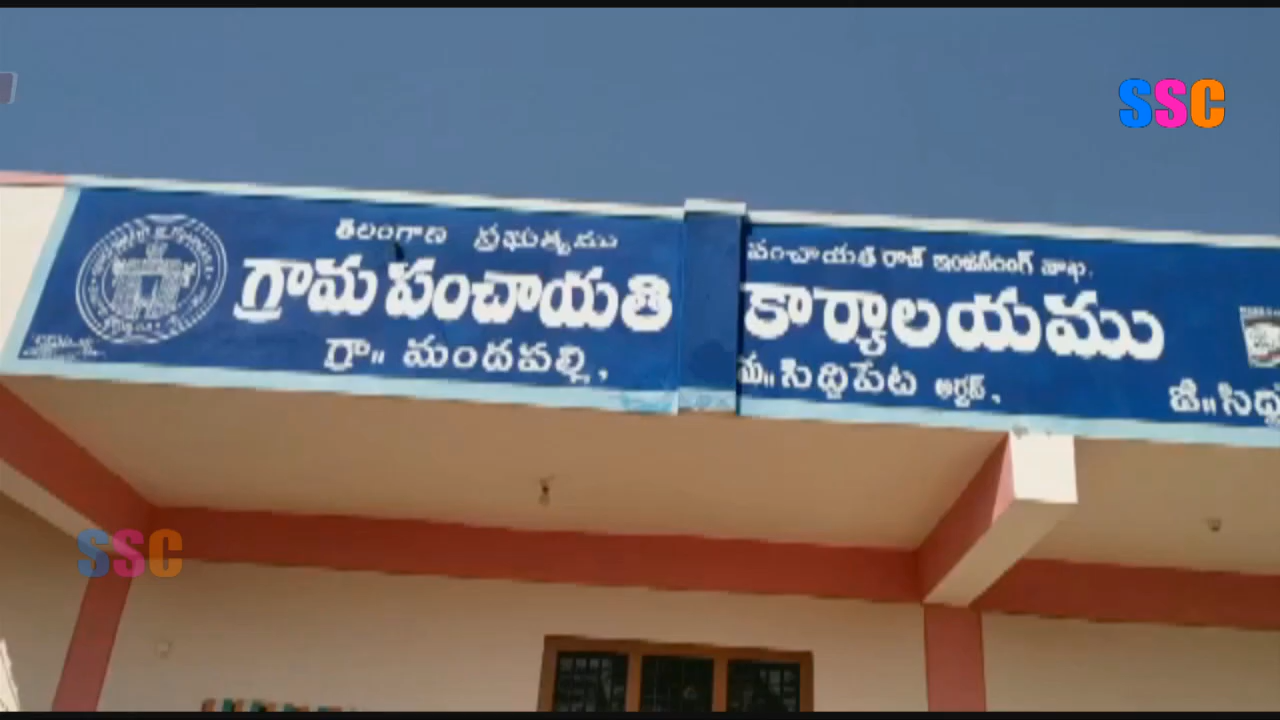 SSC
తెలంగాణ ప్రభుత్వము
పంచాయతీ రాజ్ ఇంజనీరింగ్ శాఖ.
గ్రామ పంచాయతి కార్యాలయము
గ్రా॥ మందపల్లి,
మ॥ సిద్దిపేట అర్బన్,
జి॥ సిద్ది
SSC